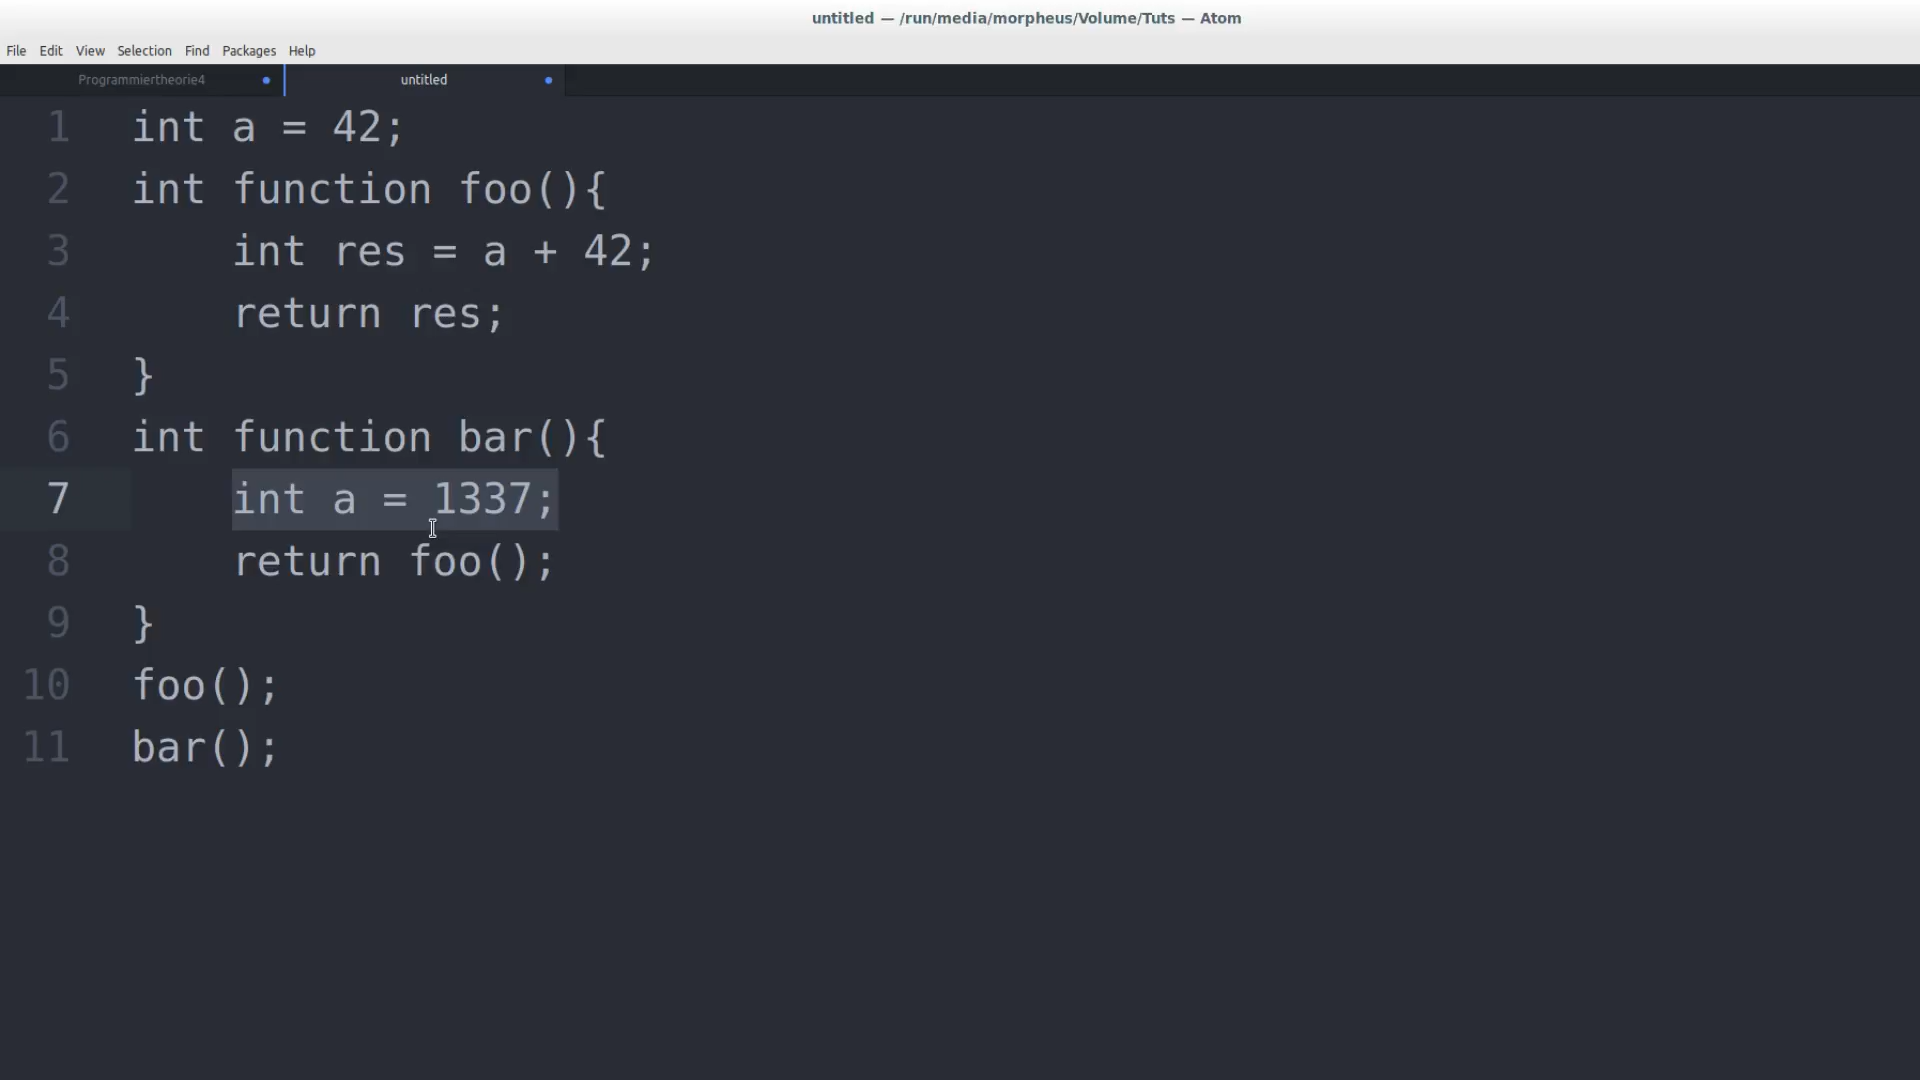 untitled — /run/media/morpheus/Volume/Tuts — Atom
File Edit View Selection Find Packages Help
Programmiertheorie4 untitled
1 int a = 42;
2 int function foo(){
3 int res = a + 42;
4 return res;
5 }
6 int function bar(){
7 int a = 1337;
8 return foo();
9 }
10 foo();
11 bar();